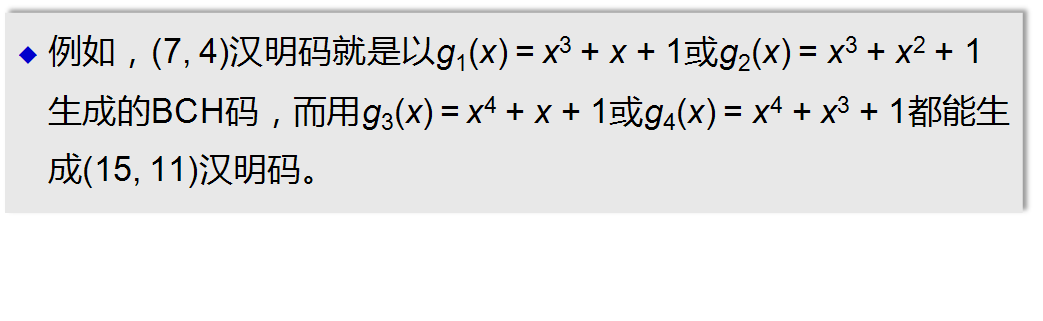 ◆ 例如，(7, 4)汉明码就是以g₁(x) = x³ + x + 1或g₂(x) = x³ + x² + 1
生成的BCH码，而用g₃(x) = x⁴ + x + 1或g₄(x) = x⁴ + x³ + 1都能生
成(15, 11)汉明码。